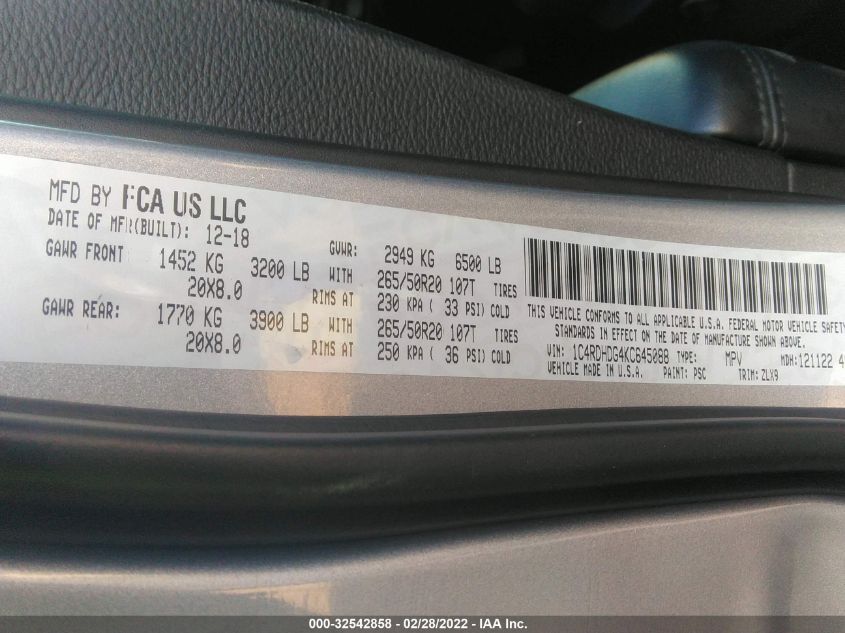 MFD BY FCA US LLC
DATE OF MFR(BUILT): 12-18 GVWR: 2949 KG 6500 LB
GAWR FRONT: 1452 KG 3200 LB WITH 265/50R20 107T TIRES
20X8.0 RIMS AT 230 KPA ( 33 PSI) COLD
GAWR REAR: 1770 KG 3900 LB WITH 265/50R20 107T TIRES
20X8.0 RIMS AT 250 KPA ( 36 PSI) COLD
THIS VEHICLE CONFORMS TO ALL APPLICABLE U.S.A. FEDERAL MOTOR VEHICLE SAFETY
STANDARDS IN EFFECT ON THE DATE OF MANUFACTURE SHOWN ABOVE.
VIN: 1C4RDHDG4KC645088 TYPE: MPV MDH:121122 4
VEHICLE MADE IN U.S.A. PAINT: PSC TRIM: ZLX9
000-32542858 - 02/28/2022 - IAA Inc.